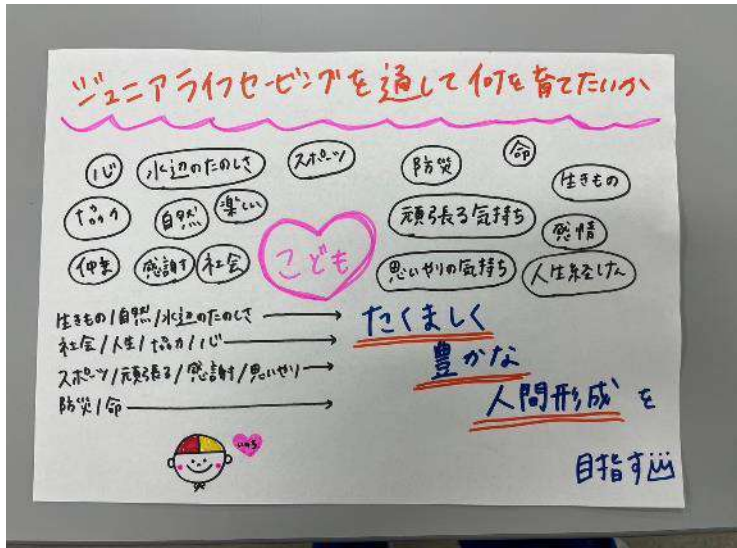 ジュニアライフセービングを通して何を育てたいか
心 水辺のたのしさ スポーツ 防災 命
生きもの
協力 自然 楽しい 頑張る気持ち 感情
仲間 感謝 社会 こども 思いやりの気持ち 人生経けん
生きもの/自然/水辺のたのしさ → たくましく
社会/人生/協力/心 → 豊かな
スポーツ/頑張る/感謝/思いやり → 人間形成を
防災/命 →
目指す